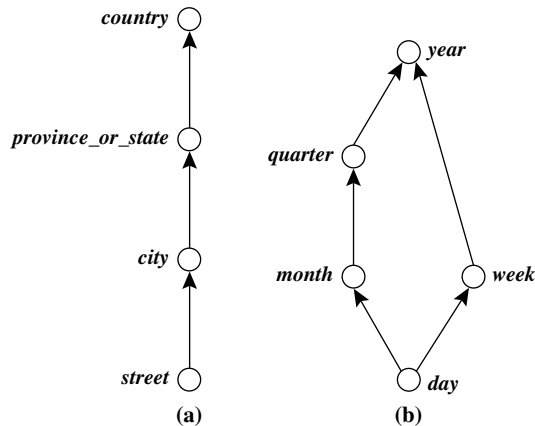 country
province_or_state
city
street
(a)
year
quarter
month
week
day
(b)